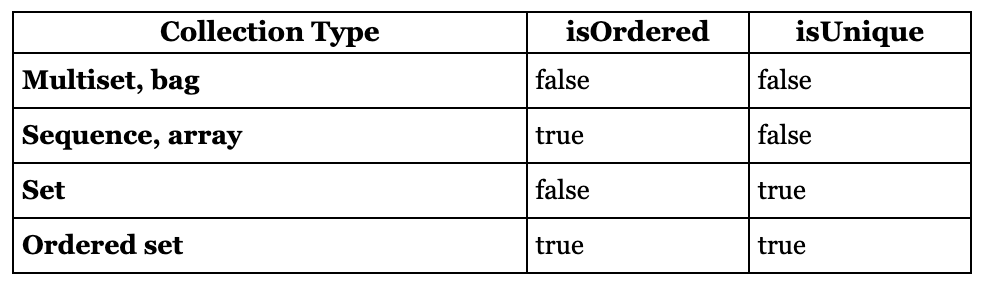 Collection Type isOrdered isUnique
Multiset, bag false false
Sequence, array true false
Set false true
Ordered set true true